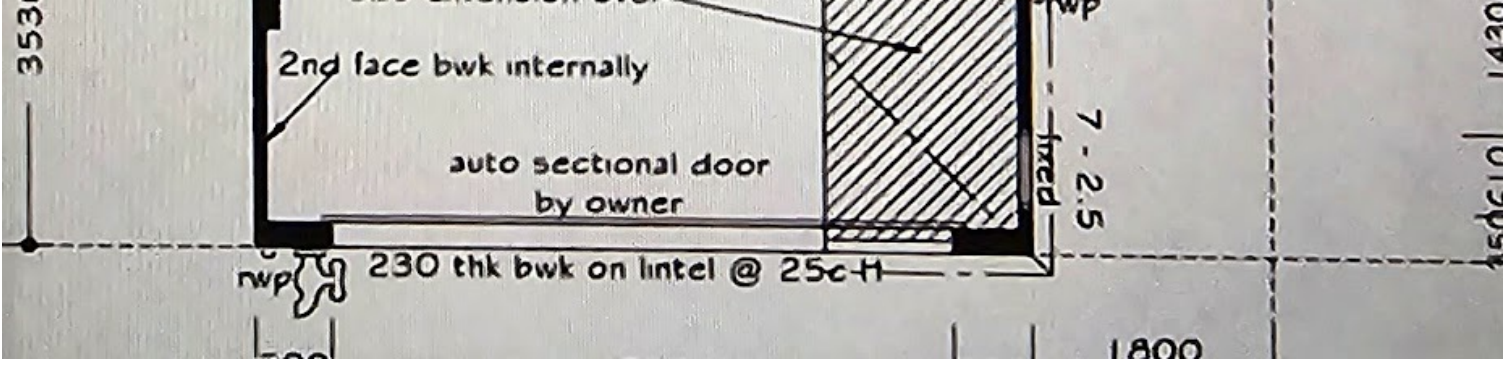 wp
3530
2nd face bwk internally
auto sectional door
by owner
fixed
7 - 2.5
rwp
230 thk bwk on lintel @ 25c H
1800